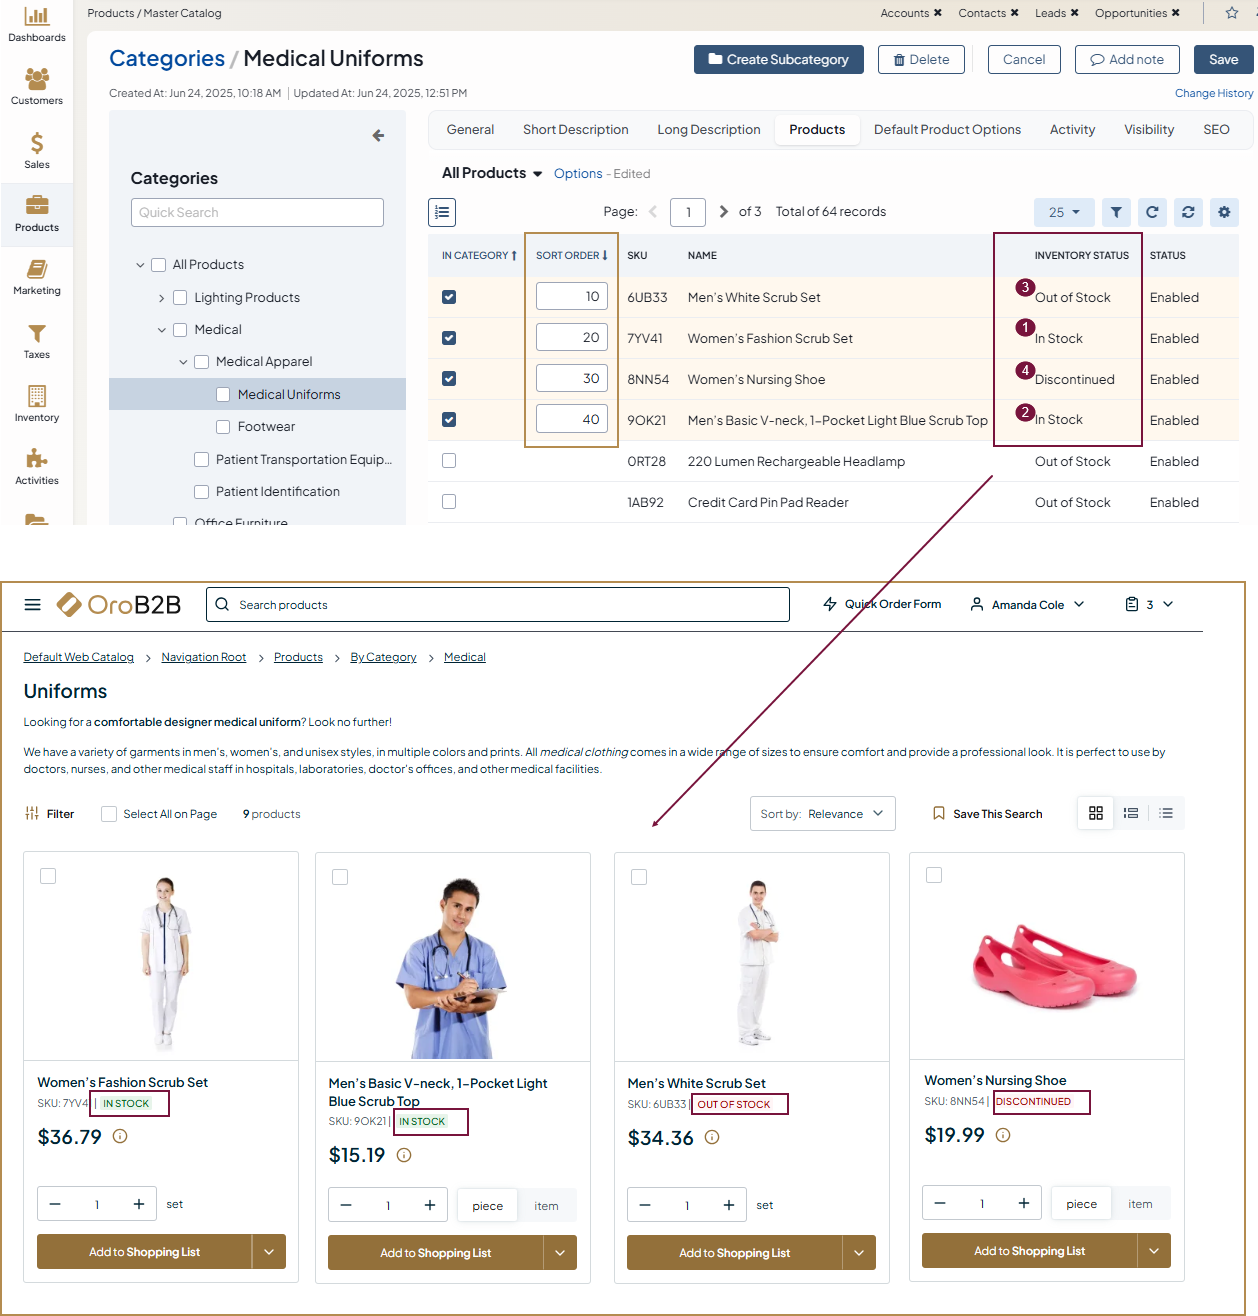 Products / Master Catalog
Accounts ✖ Contacts ✖ Leads ✖ Opportunities ✖
Dashboards
Customers
Sales
Products
Marketing
Taxes
Inventory
Activities
Categories / Medical Uniforms
Create Subcategory
Delete
Cancel
Add note
Save
Created At: Jun 24, 2025, 10:18 AM | Updated At: Jun 24, 2025, 12:51 PM
Change History
General Short Description Long Description Products Default Product Options Activity Visibility SEO
Categories
Quick Search
All Products
Lighting Products
Medical
Medical Apparel
Medical Uniforms
Footwear
Patient Transportation Equip...
Patient Identification
Office Furniture
All Products Options - Edited
Page: 1 of 3 Total of 64 records
25
IN CATEGORY SORT ORDER SKU NAME INVENTORY STATUS STATUS
10 6UB33 Men's White Scrub Set 3 Out of Stock Enabled
20 7YV41 Women's Fashion Scrub Set 1 In Stock Enabled
30 8NN54 Women's Nursing Shoe 4 Discontinued Enabled
40 9OK21 Men's Basic V-neck, 1-Pocket Light Blue Scrub Top 2 In Stock Enabled
0RT28 220 Lumen Rechargeable Headlamp Out of Stock Enabled
1AB92 Credit Card Pin Pad Reader Out of Stock Enabled
OroB2B
Search products
Quick Order Form
Amanda Cole
3
Default Web Catalog > Navigation Root > Products > By Category > Medical
Uniforms
Looking for a comfortable designer medical uniform? Look no further!
We have a variety of garments in men's, women's, and unisex styles, in multiple colors and prints. All medical clothing comes in a wide range of sizes to ensure comfort and provide a professional look. It is perfect to use by
doctors, nurses, and other medical staff in hospitals, laboratories, doctor's offices, and other medical facilities.
Filter
Select All on Page
9 products
Sort by: Relevance
Save This Search
Women's Fashion Scrub Set
SKU: 7YV4 | IN STOCK
$36.79
1 set
Add to Shopping List
Men's Basic V-neck, 1-Pocket Light
Blue Scrub Top
SKU: 9OK21 | IN STOCK
$15.19
1 piece item
Add to Shopping List
Men's White Scrub Set
SKU: 6UB33 | OUT OF STOCK
$34.36
1 set
Add to Shopping List
Women's Nursing Shoe
SKU: 8NN54 | DISCONTINUED
$19.99
1 piece item
Add to Shopping List